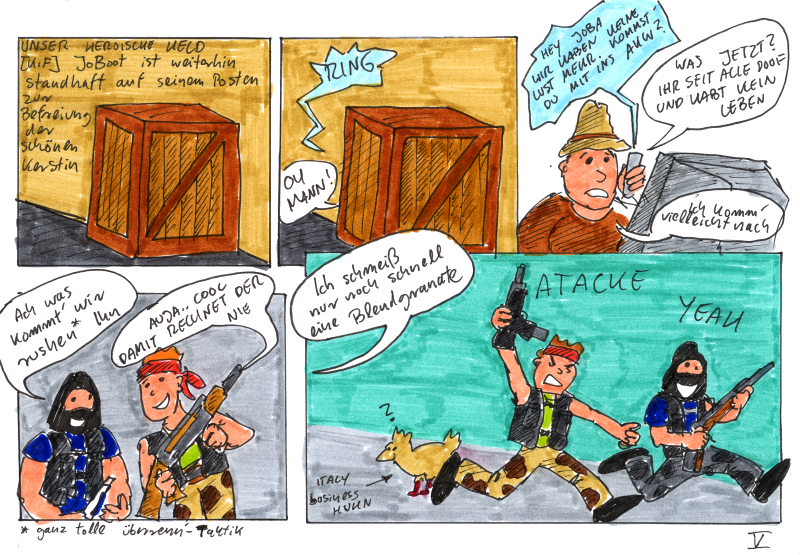 UNSER HEROISCHE HELD
[KiF] JoBoot ist weiterhin
standhaft auf seinem Posten
zur
Befreiung
der
schönen
Kerstin
RING
OH
MANN!
HEY JOBA
WIR HABEN KEINE
LUST MEHR. KOMMST
DU MIT INS AKW?
WAS JETZT?
IHR SEIT ALLE DOOF
UND HABT KEIN
LEBEN
Ich komm'
vielleicht nach
Ach was
kommt, wir
rushen* ihn
AUJA.. COOL
DAMIT RECHNET DER
NIE
Ich schmeiß
nur noch schnell
eine Blendgranate
ATACKE
YEAH
?
ITALY
business
HUHN
* ganz tolle überrenn-Taktik
V